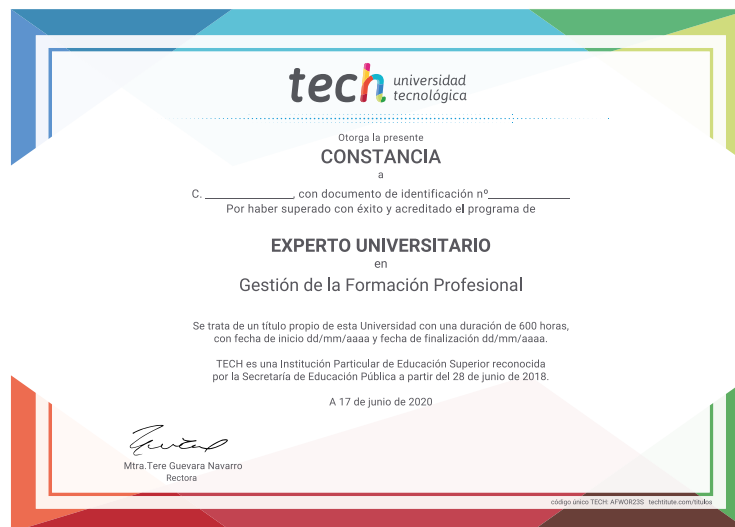 tech universidad
tecnológica
Otorga la presente
CONSTANCIA
a
C. ______________, con documento de identificación nº______________
Por haber superado con éxito y acreditado el programa de
EXPERTO UNIVERSITARIO
en
Gestión de la Formación Profesional
Se trata de un título propio de esta Universidad con una duración de 600 horas,
con fecha de inicio dd/mm/aaaa y fecha de finalización dd/mm/aaaa.
TECH es una Institución Particular de Educación Superior reconocida
por la Secretaría de Educación Pública a partir del 28 de junio de 2018.
A 17 de junio de 2020
Mtra.Tere Guevara Navarro
Rectora
código único TECH: AFWOR23S techtitute.com/titulos